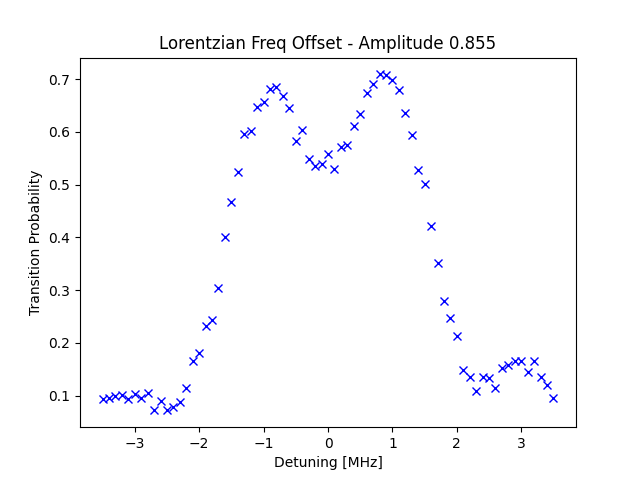 Lorentzian Freq Offset - Amplitude 0.855
0.7
0.6
0.5
0.4
0.3
0.2
0.1
Transition Probability
−3 −2 −1 0 1 2 3
Detuning [MHz]